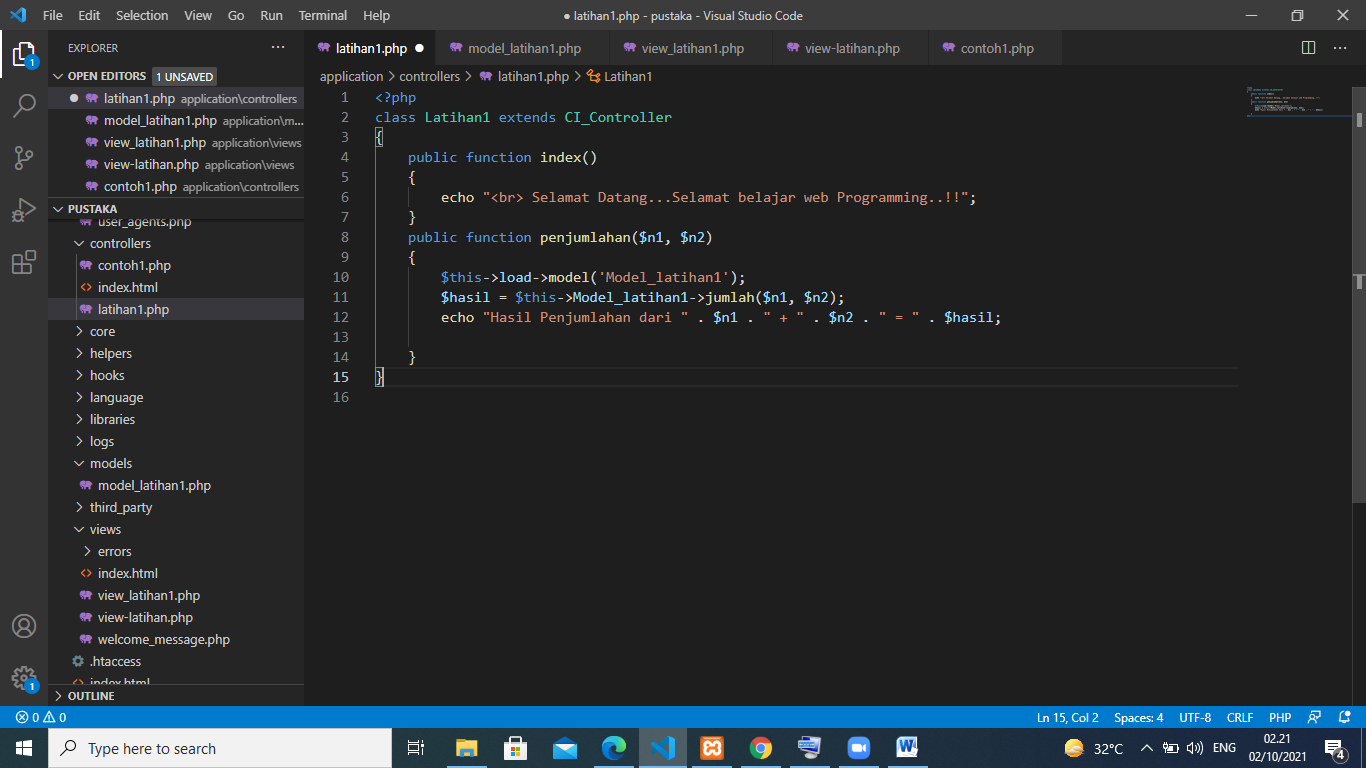 File Edit Selection View Go Run Terminal Help
● latihan1.php - pustaka - Visual Studio Code
EXPLORER
OPEN EDITORS 1 UNSAVED
latihan1.php application\controllers
model_latihan1.php application\m...
view_latihan1.php application\views
view-latihan.php application\views
contoh1.php application\controllers
PUSTAKA
user_agents.php
controllers
contoh1.php
index.html
latihan1.php
core
helpers
hooks
language
libraries
logs
models
model_latihan1.php
third_party
views
errors
index.html
view_latihan1.php
view-latihan.php
welcome_message.php
.htaccess
index.html
OUTLINE
latihan1.php model_latihan1.php view_latihan1.php view-latihan.php contoh1.php
application > controllers > latihan1.php > Latihan1
1 <?php
2 class Latihan1 extends CI_Controller
3 {
4     public function index()
5     {
6         echo "<br> Selamat Datang...Selamat belajar web Programming..!!";
7     }
8     public function penjumlahan($n1, $n2)
9     {
10         $this->load->model('Model_latihan1');
11         $hasil = $this->Model_latihan1->jumlah($n1, $n2);
12         echo "Hasil Penjumlahan dari " . $n1 . " + " . $n2 . " = " . $hasil;
13
14     }
15 }
16
1
1
0 0
Ln 15, Col 2 Spaces: 4 UTF-8 CRLF PHP
Type here to search
32°C ENG
02.21
02/10/2021
4